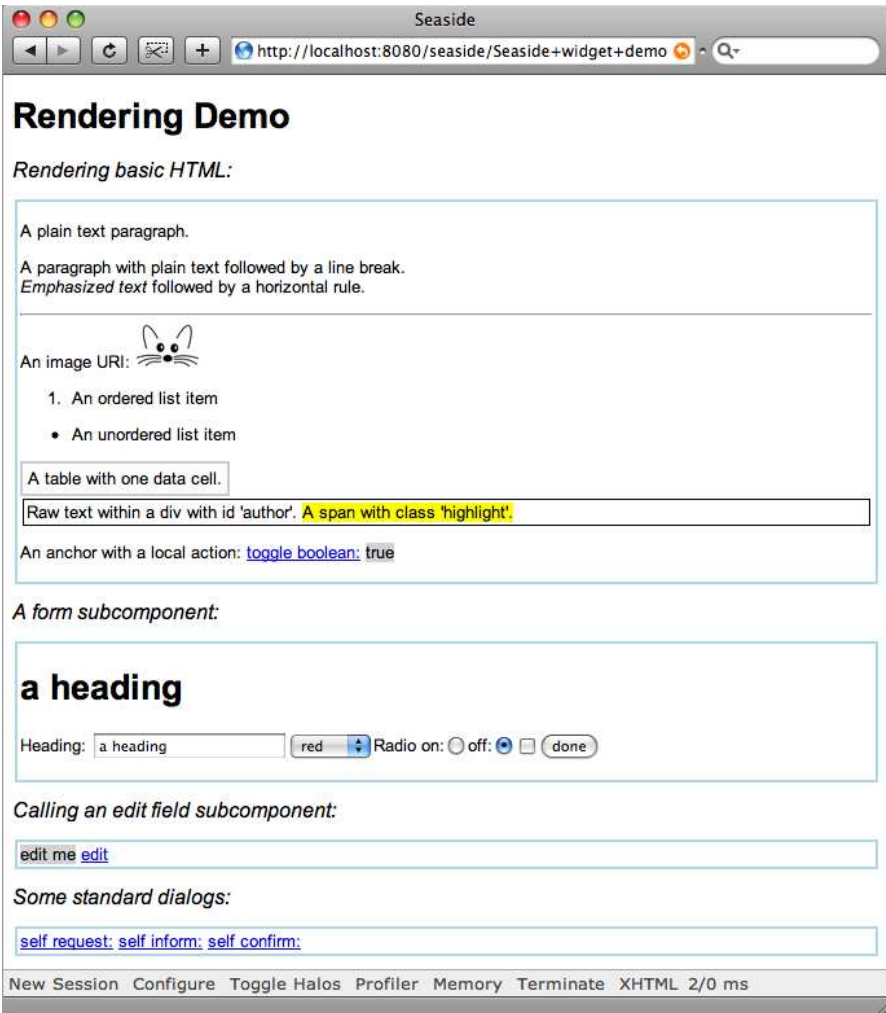 Seaside
http://localhost:8080/seaside/Seaside+widget+demo
Rendering Demo
Rendering basic HTML:
A plain text paragraph.
A paragraph with plain text followed by a line break.
Emphasized text followed by a horizontal rule.
An image URI:
1. An ordered list item
• An unordered list item
A table with one data cell.
Raw text within a div with id 'author'. A span with class 'highlight'.
An anchor with a local action: toggle boolean: true
A form subcomponent:
a heading
Heading: a heading red Radio on: off: done
Calling an edit field subcomponent:
edit me edit
Some standard dialogs:
self request: self inform: self confirm:
New Session Configure Toggle Halos Profiler Memory Terminate XHTML 2/0 ms